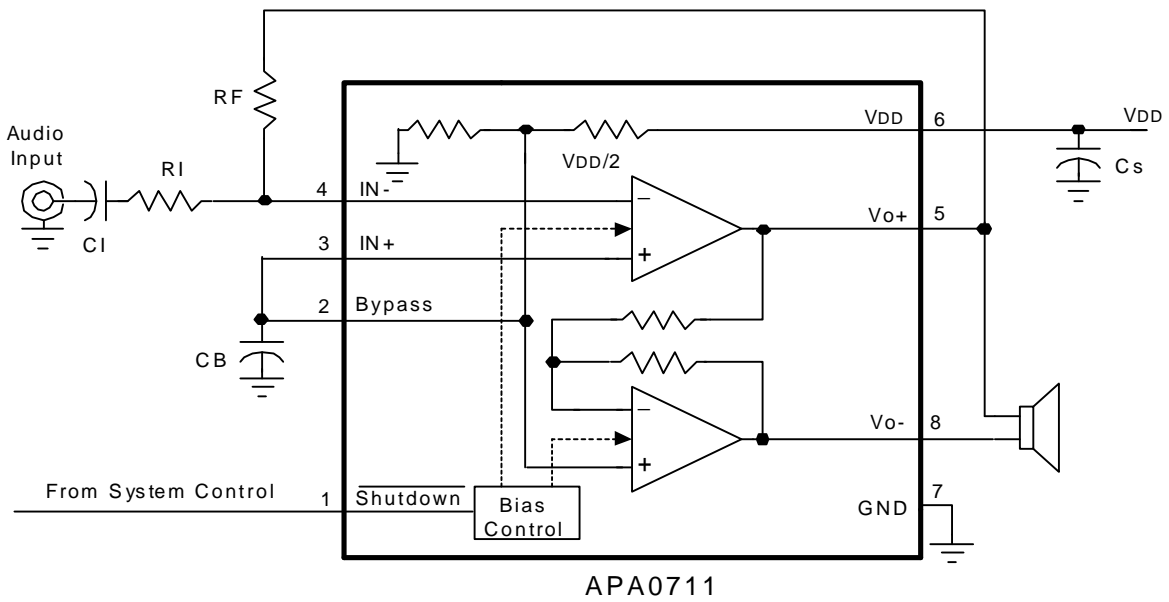 RF
Audio
Input
CI
RI
4
IN-
3
IN+
2
Bypass
CB
From System Control
1
Shutdown
Bias
Control
VDD/2
−
+
−
+
VDD
6
VDD
Cs
Vo+
5
Vo-
8
GND
7
APA0711